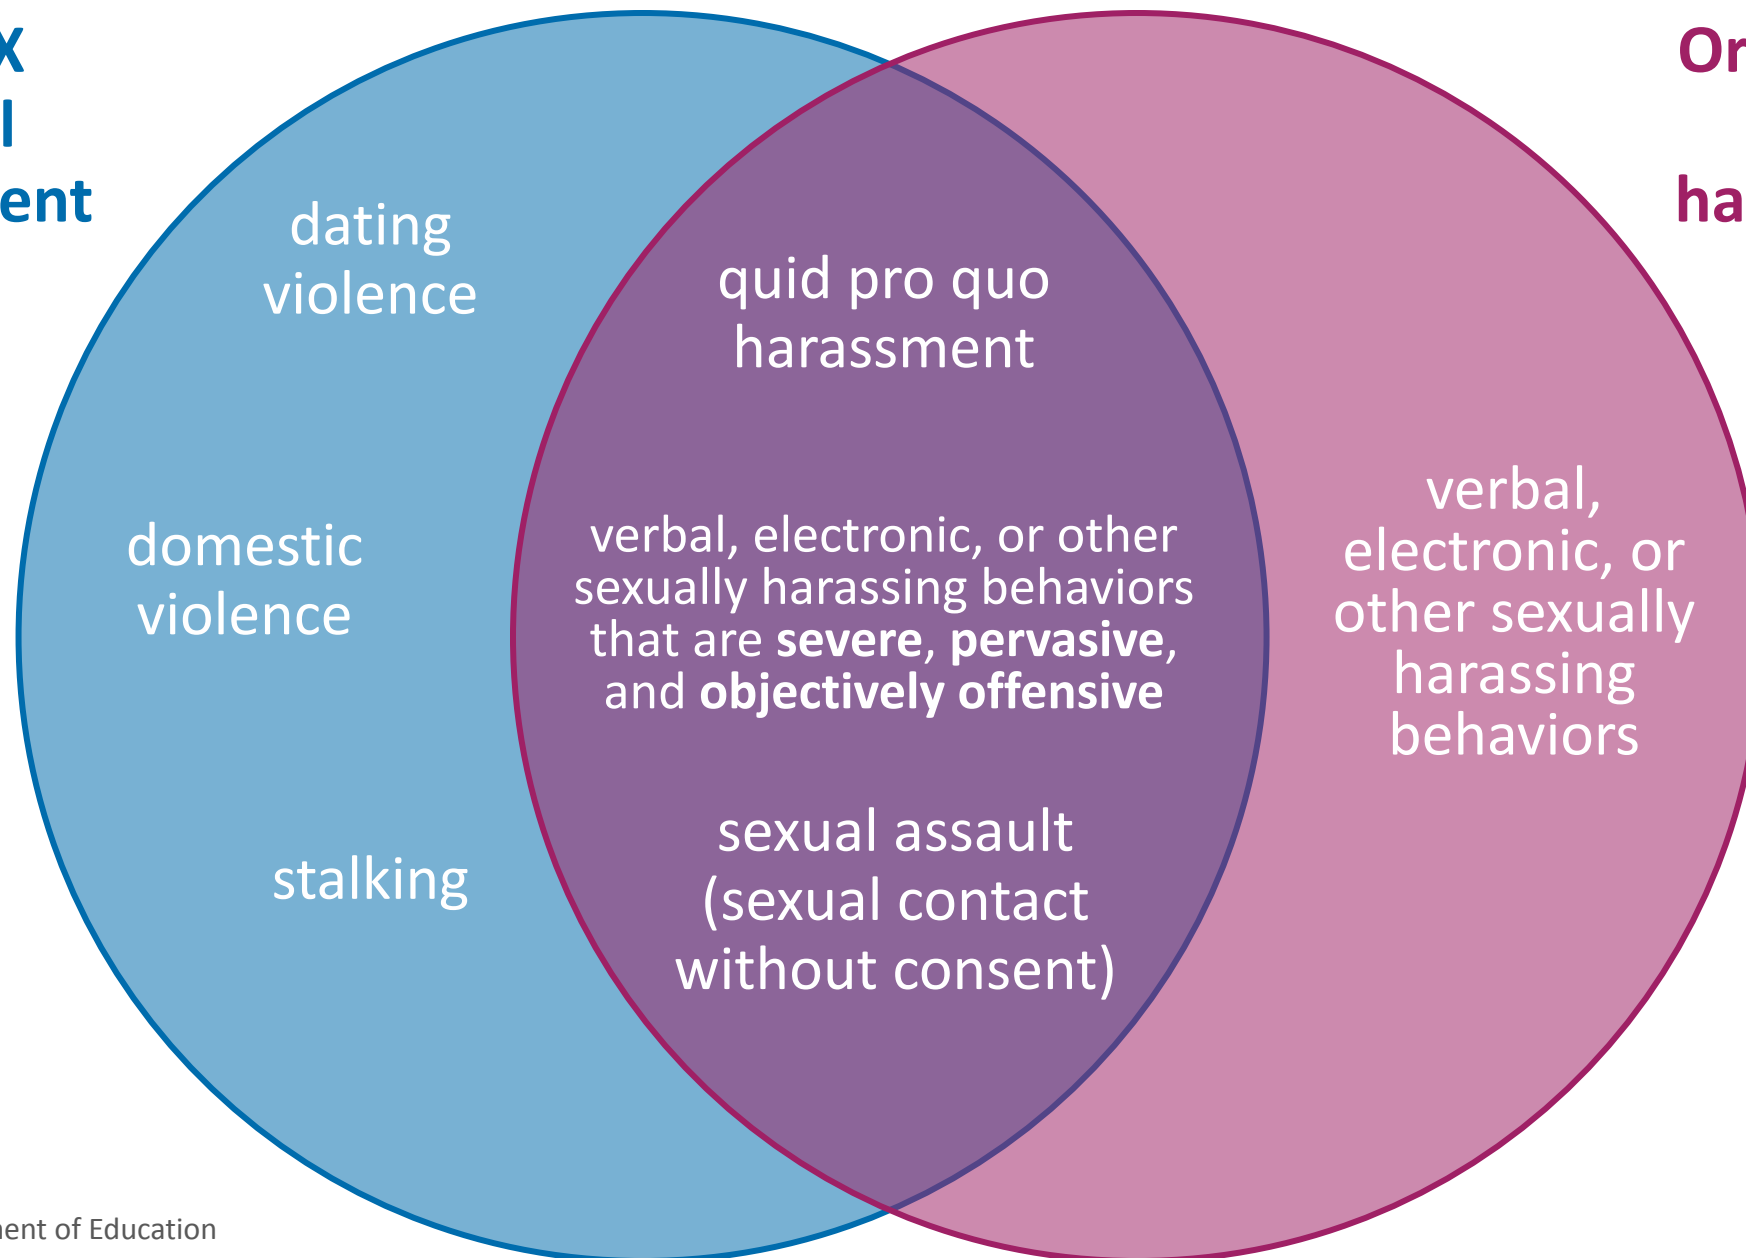 X
l
ent
Or
ha
dating
violence
domestic
violence
stalking
quid pro quo
harassment
verbal, electronic, or other
sexually harassing behaviors
that are severe, pervasive,
and objectively offensive
sexual assault
(sexual contact
without consent)
verbal,
electronic, or
other sexually
harassing
behaviors
ent of Education